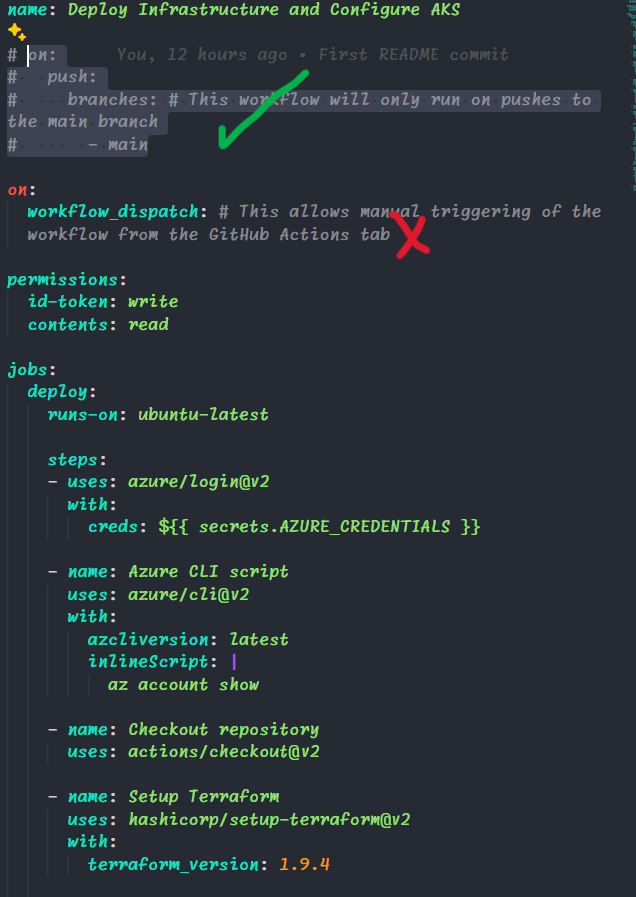 name: Deploy Infrastructure and Configure AKS
# on: You, 12 hours ago • First README commit
#   push:
#     branches: # This workflow will only run on pushes to
the main branch
#       - main
on:
  workflow_dispatch: # This allows manual triggering of the
  workflow from the GitHub Actions tab
permissions:
  id-token: write
  contents: read
jobs:
  deploy:
    runs-on: ubuntu-latest
    steps:
    - uses: azure/login@v2
      with:
        creds: ${{ secrets.AZURE_CREDENTIALS }}
    - name: Azure CLI script
      uses: azure/cli@v2
      with:
        azcliversion: latest
        inlineScript: |
          az account show
    - name: Checkout repository
      uses: actions/checkout@v2
    - name: Setup Terraform
      uses: hashicorp/setup-terraform@v2
      with:
        terraform_version: 1.9.4